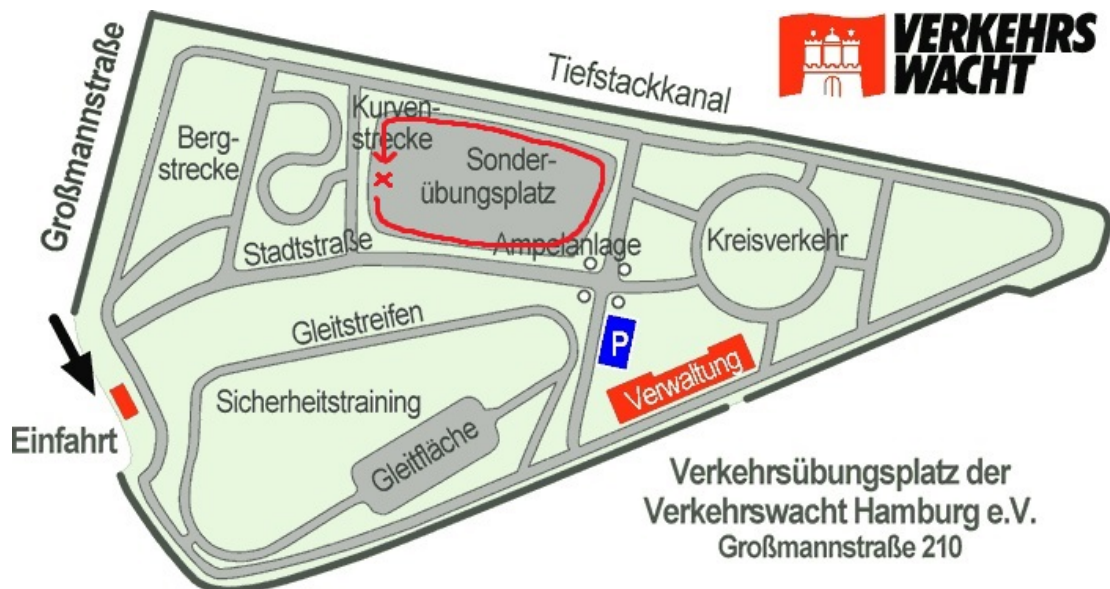 VERKEHRS
WACHT
Großmannstraße
Tiefstackkanal
Kurven-
strecke
Berg-
strecke
Sonder-
übungsplatz
Stadtstraße
Ampelanlage
Kreisverkehr
Gleitstreifen
P
Verwaltung
Sicherheitstraining
Einfahrt
Gleitfläche
Verkehrsübungsplatz der
Verkehrswacht Hamburg e.V.
Großmannstraße 210